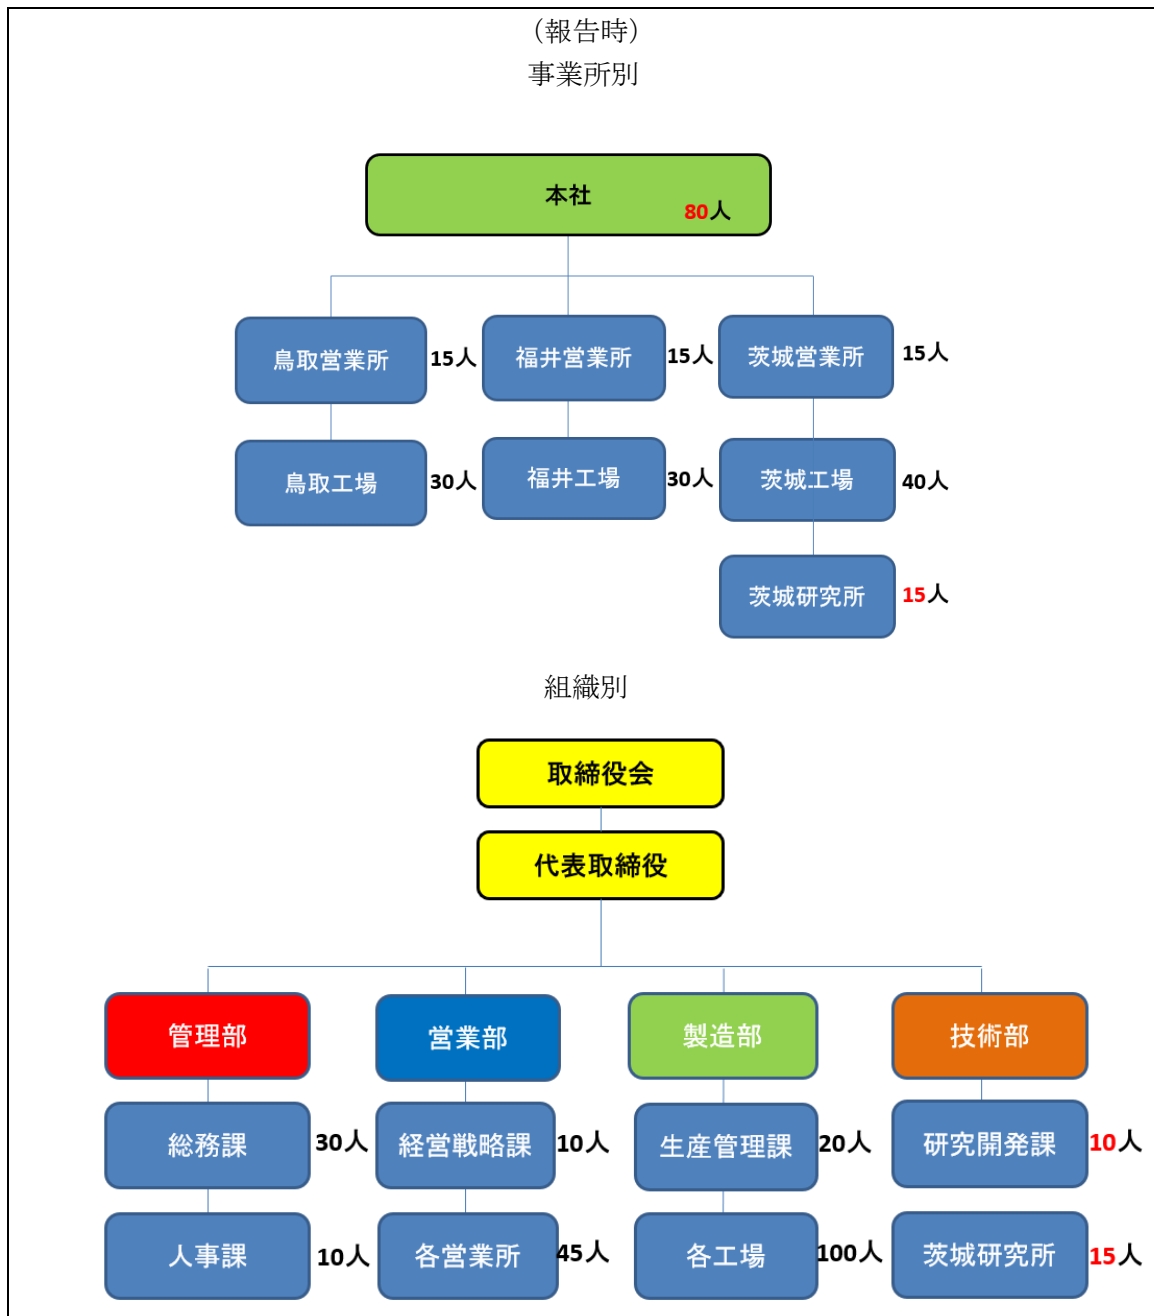 （報告時）
事業所別
本社
80人
鳥取営業所 15人 福井営業所 15人 茨城営業所 15人
鳥取工場 30人 福井工場 30人 茨城工場 40人
茨城研究所 15人
組織別
取締役会
代表取締役
管理部 営業部 製造部 技術部
総務課 30人 経営戦略課 10人 生産管理課 20人 研究開発課 10人
人事課 10人 各営業所 45人 各工場 100人 茨城研究所 15人